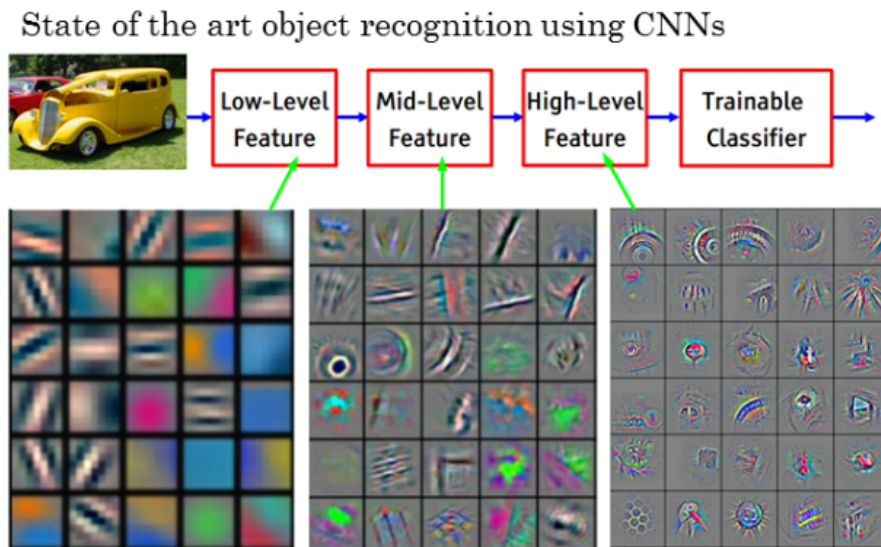 State of the art object recognition using CNNs
Low-Level
Feature
Mid-Level
Feature
High-Level
Feature
Trainable
Classifier